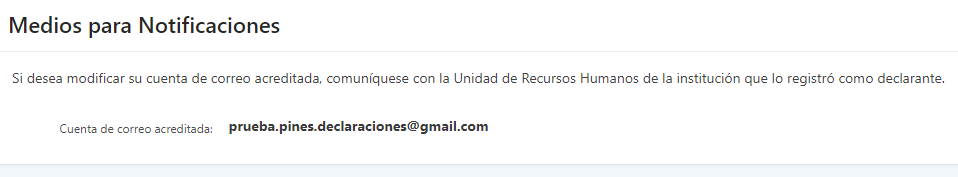 Medios para Notificaciones
Si desea modificar su cuenta de correo acreditada, comuníquese con la Unidad de Recursos Humanos de la institución que lo registró como declarante.
Cuenta de correo acreditada: prueba.pines.declaraciones@gmail.com